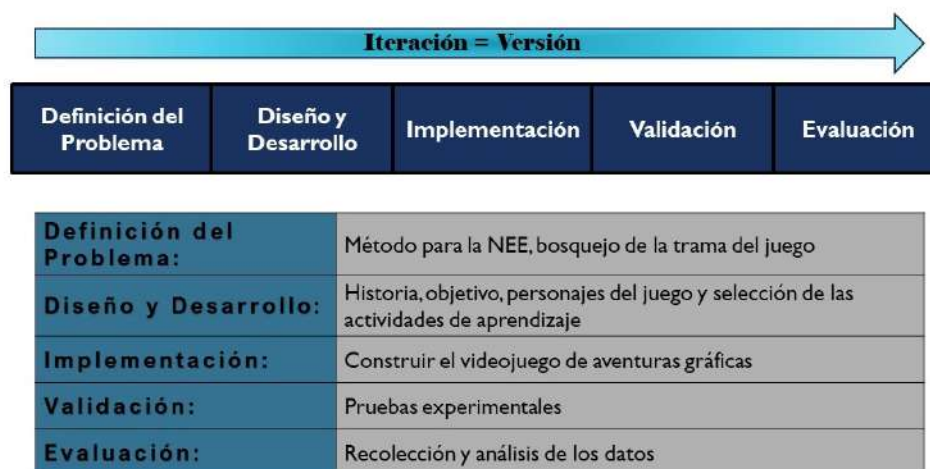 Iteración = Versión
Definición del
Problema
Diseño y
Desarrollo
Implementación
Validación
Evaluación
Definición del
Problema:
Método para la NEE, bosquejo de la trama del juego
Diseño y Desarrollo:
Historia, objetivo, personajes del juego y selección de las
actividades de aprendizaje
Implementación:
Construir el videojuego de aventuras gráficas
Validación:
Pruebas experimentales
Evaluación:
Recolección y análisis de los datos